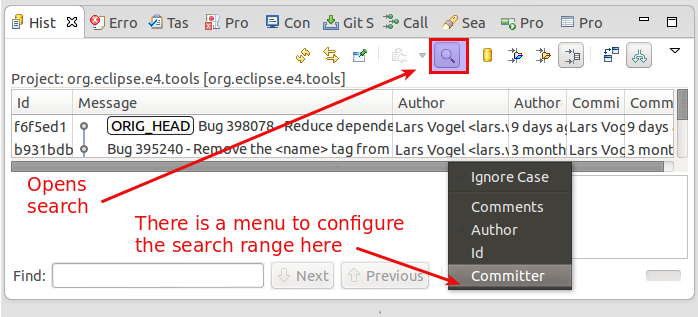 Hist Erro Tas Pro Con Git S Call Sea Pro Pro
Project: org.eclipse.e4.tools [org.eclipse.e4.tools]
Id Message Author Author Commi Comm
f6f5ed1 ORIG_HEAD Bug 398078 - Reduce depende Lars Vogel <lars.v 9 days ag Lars Vog 9 days a
b931bdb Bug 395240 - Remove the <name> tag from Lars Vogel <lars.v 3 month Lars Vog 3 mont
Opens
search
There is a menu to configure
the search range here
Ignore Case
Comments
Author
Id
Committer
Find: Next Previous